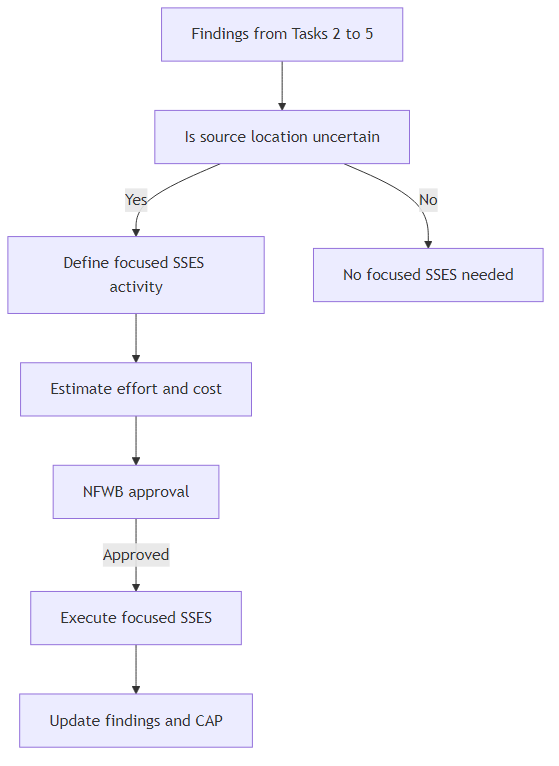 Findings from Tasks 2 to 5
Is source location uncertain
Yes
No
Define focused SSES
activity
No focused SSES needed
Estimate effort and cost
NFWB approval
Approved
Execute focused SSES
Update findings and CAP